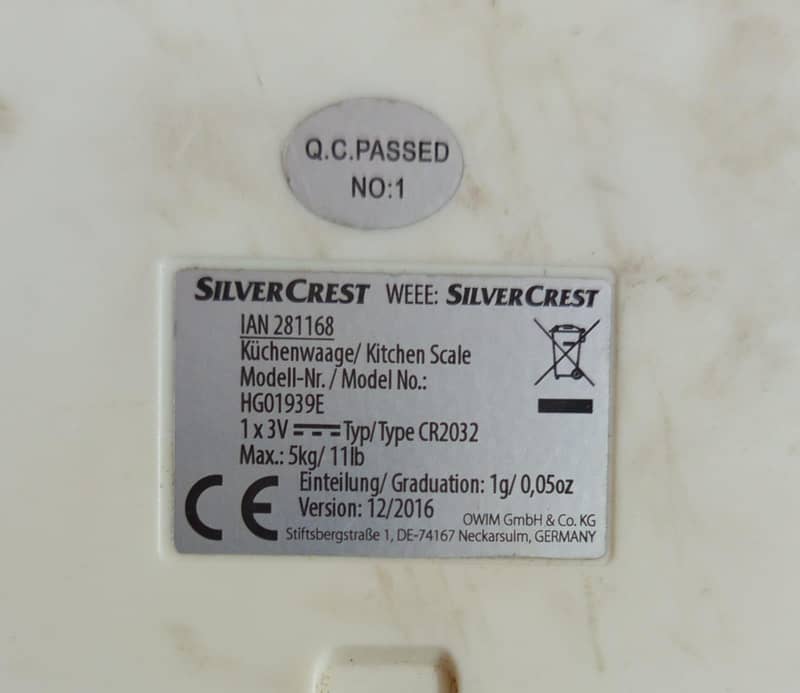 Q.C.PASSED
NO:1
SILVERCREST WEEE: SILVERCREST
IAN 281168
Küchenwaage/ Kitchen Scale
Modell-Nr. / Model No.:
HG01939E
1 x 3V Typ/Type CR2032
Max.: 5kg/ 11lb
CE
Einteilung/ Graduation: 1g/ 0,05oz
Version: 12/2016
OWIM GmbH & Co. KG
Stiftsbergstraße 1, DE-74167 Neckarsulm, GERMANY